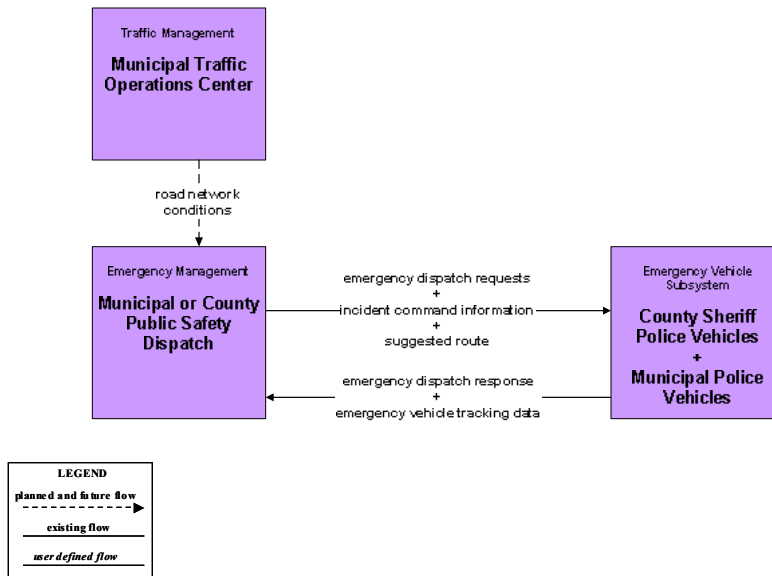 Traffic Management
Municipal Traffic
Operations Center
road network
conditions
Emergency Management
Municipal or County
Public Safety
Dispatch
emergency dispatch requests
+
incident command information
+
suggested route
emergency dispatch response
+
emergency vehicle tracking data
Emergency Vehicle
Subsystem
County Sheriff
Police Vehicles
+
Municipal Police
Vehicles
LEGEND
planned and future flow
existing flow
user defined flow